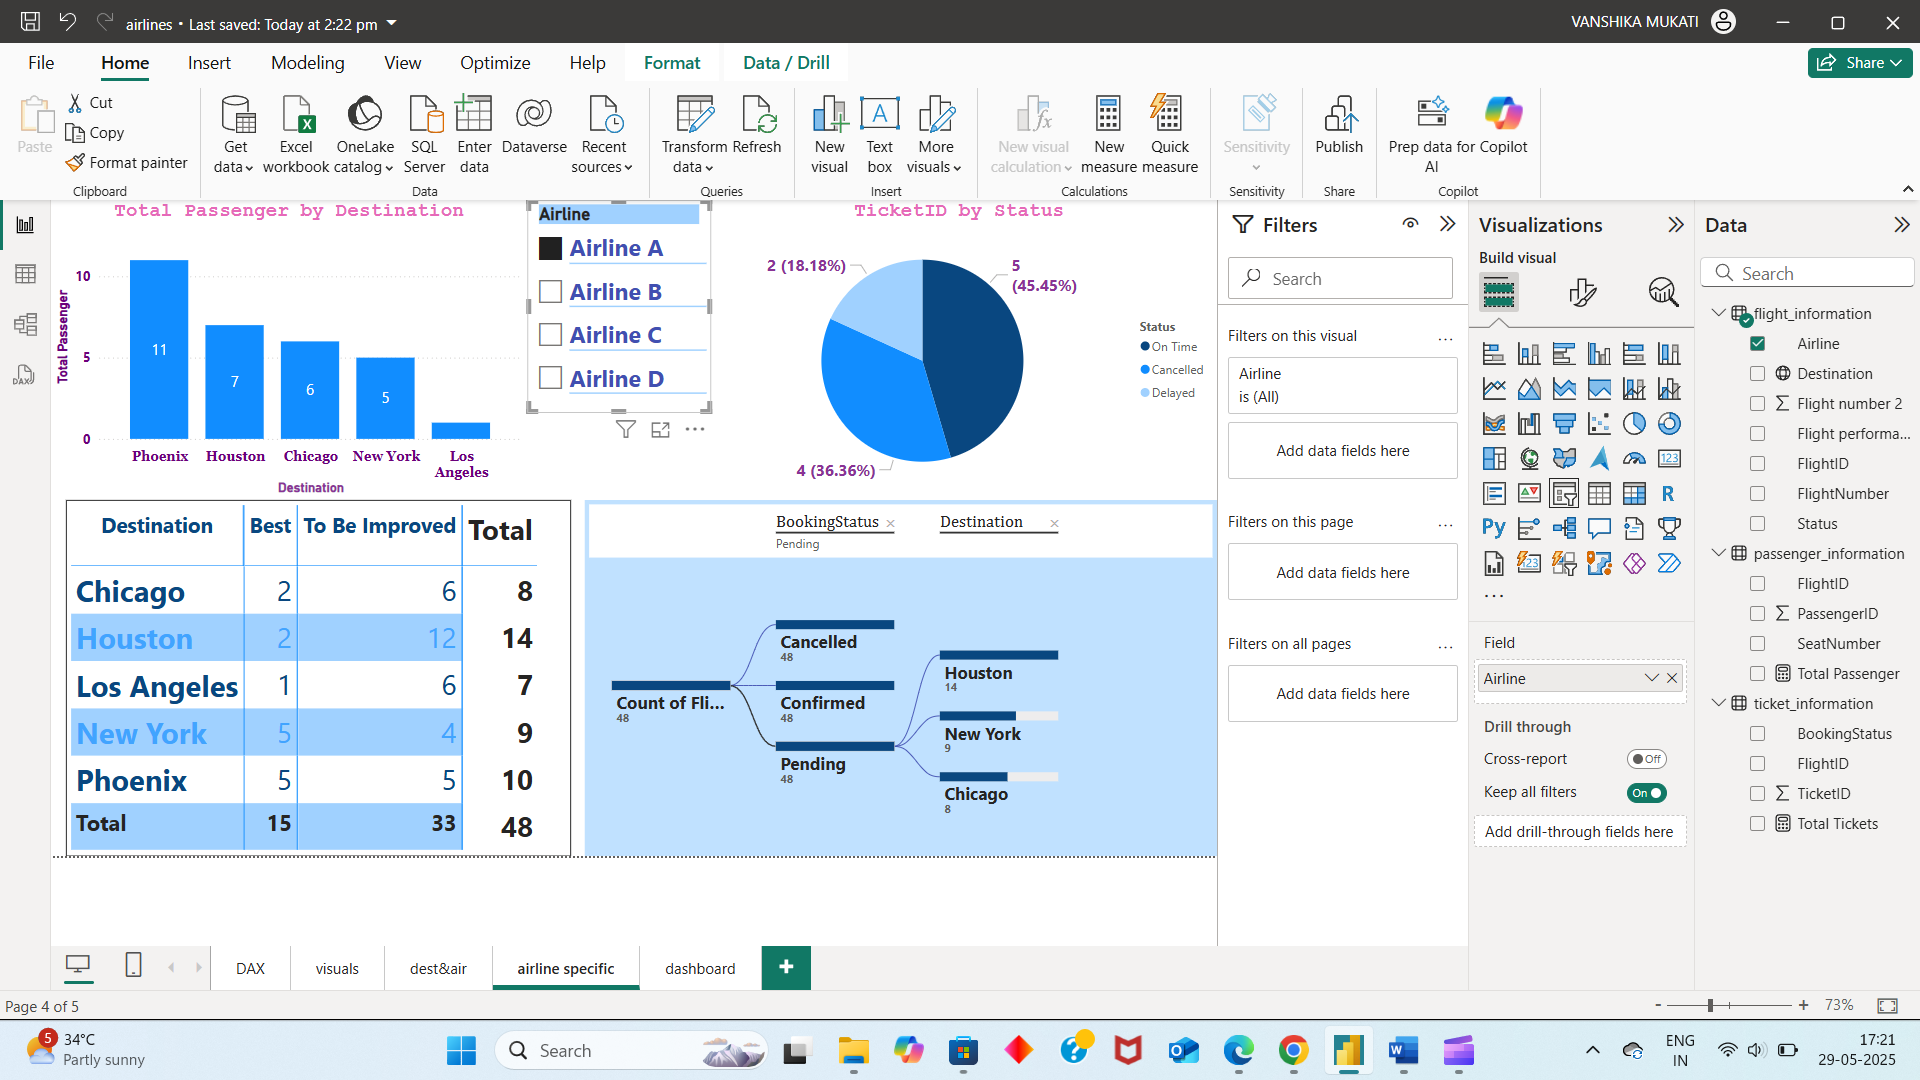 airlines • Last saved: Today at 2:22 pm
VANSHIKA MUKATI
File
Home
Insert
Modeling
View
Optimize
Help
Format
Data / Drill
Share
Paste
Cut
Copy
Format painter
Clipboard
Get data
Excel workbook
OneLake catalog
SQL Server
Enter data
Dataverse
Recent sources
Data
Transform data
Refresh
Queries
New visual
Text box
More visuals
Insert
New visual calculation
New measure
Quick measure
Calculations
Sensitivity
Sensitivity
Publish
Share
Prep data for AI
Copilot
Copilot
Total Passenger by Destination
Total Passenger
10
5
0
11
7
6
5
Phoenix
Houston
Chicago
New York
Los Angeles
Destination
Airline
Airline A
Airline B
Airline C
Airline D
TicketID by Status
2 (18.18%)
5 (45.45%)
4 (36.36%)
Status
On Time
Cancelled
Delayed
Destination Best To Be Improved Total
Chicago 2 6 8
Houston 2 12 14
Los Angeles 1 6 7
New York 5 4 9
Phoenix 5 5 10
Total 15 33 48
BookingStatus
Pending
Destination
Count of Fli...
48
Cancelled
48
Confirmed
48
Pending
48
Houston
14
New York
9
Chicago
8
Filters
Search
Filters on this visual
Airline
is (All)
Add data fields here
Filters on this page
Add data fields here
Filters on all pages
Add data fields here
Visualizations
Build visual
Field
Airline
Drill through
Cross-report
Off
Keep all filters
On
Add drill-through fields here
Data
Search
flight_information
Airline
Destination
Flight number 2
Flight performa...
FlightID
FlightNumber
Status
passenger_information
FlightID
PassengerID
SeatNumber
Total Passenger
ticket_information
BookingStatus
FlightID
TicketID
Total Tickets
DAX
visuals
dest&air
airline specific
dashboard
Page 4 of 5
73%
5
34°C
Partly sunny
Search
ENG
IN
17:21
29-05-2025